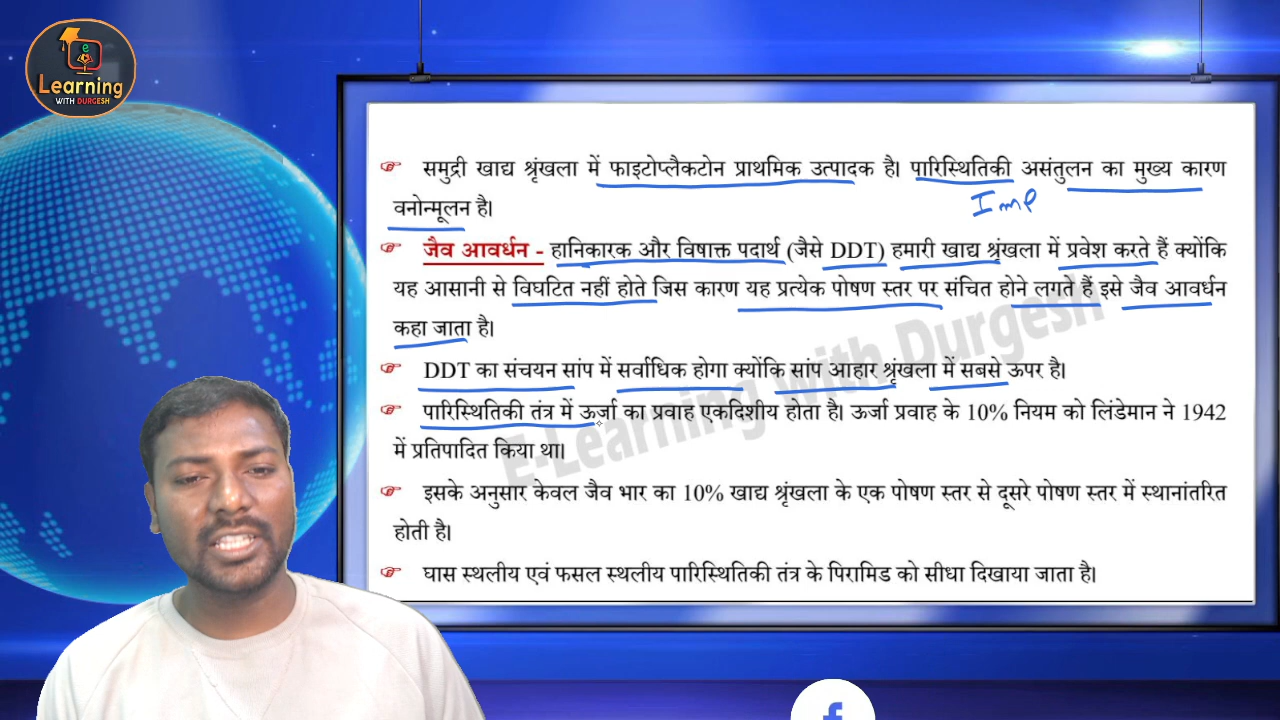 e
Learning
WITH DURGESH
☞ समुद्री खाद्य श्रृंखला में फाइटोप्लैकटोन प्राथमिक उत्पादक है। पारिस्थितिकी असंतुलन का मुख्य कारण
वनोन्मूलन है।
Imp
☞ जैव आवर्धन - हानिकारक और विषाक्त पदार्थ (जैसे DDT) हमारी खाद्य श्रंखला में प्रवेश करते हैं क्योंकि
यह आसानी से विघटित नहीं होते जिस कारण यह प्रत्येक पोषण स्तर पर संचित होने लगते हैं इसे जैव आवर्धन
कहा जाता है।
☞ DDT का संचयन सांप में सर्वाधिक होगा क्योंकि सांप आहार श्रृंखला में सबसे ऊपर है।
☞ पारिस्थितिकी तंत्र में ऊर्जा का प्रवाह एकदिशीय होता है। ऊर्जा प्रवाह के 10% नियम को लिंडेमान ने 1942
में प्रतिपादित किया था।
☞ इसके अनुसार केवल जैव भार का 10% खाद्य श्रृंखला के एक पोषण स्तर से दूसरे पोषण स्तर में स्थानांतरित
होती है।
☞ घास स्थलीय एवं फसल स्थलीय पारिस्थितिकी तंत्र के पिरामिड को सीधा दिखाया जाता है।
E-Learning with Durgesh
f